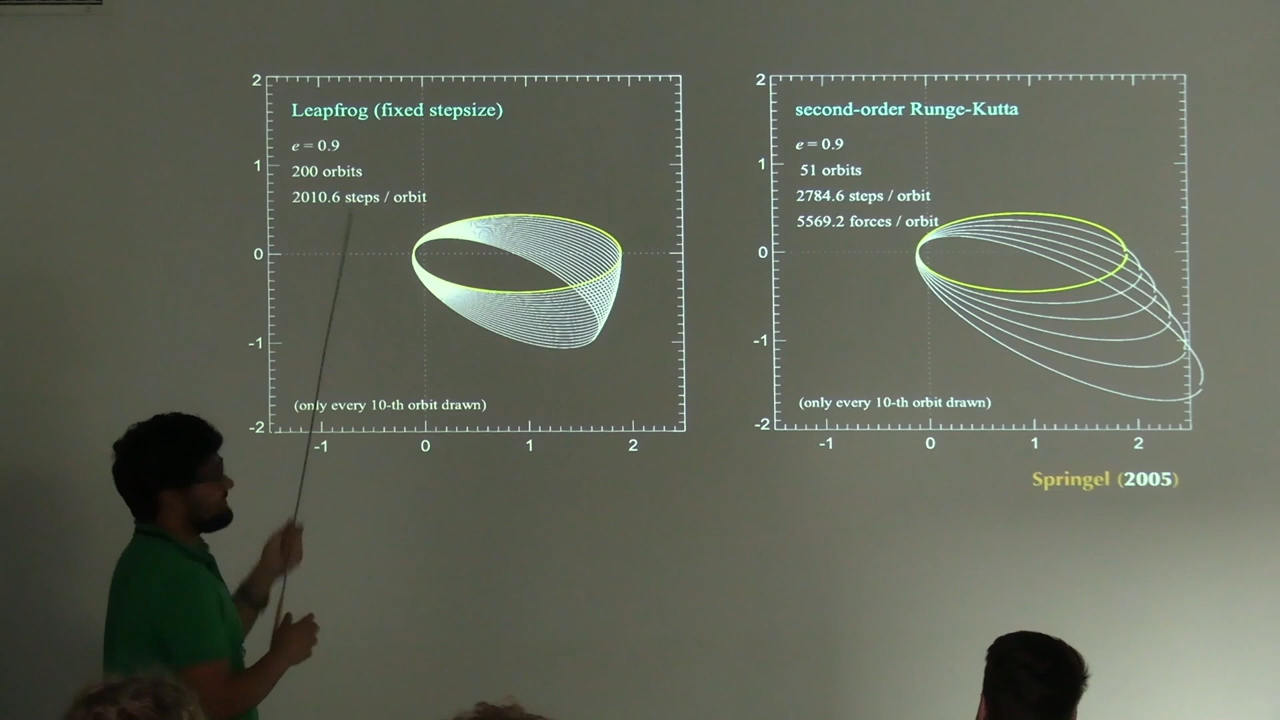 Leapfrog (fixed stepsize)
e = 0.9
200 orbits
2010.6 steps / orbit
(only every 10-th orbit drawn)
2
1
0
-1
-2
-1
0
1
2
second-order Runge-Kutta
e = 0.9
51 orbits
2784.6 steps / orbit
5569.2 forces / orbit
(only every 10-th orbit drawn)
2
1
0
-1
-2
-1
0
1
2
Springel (2005)